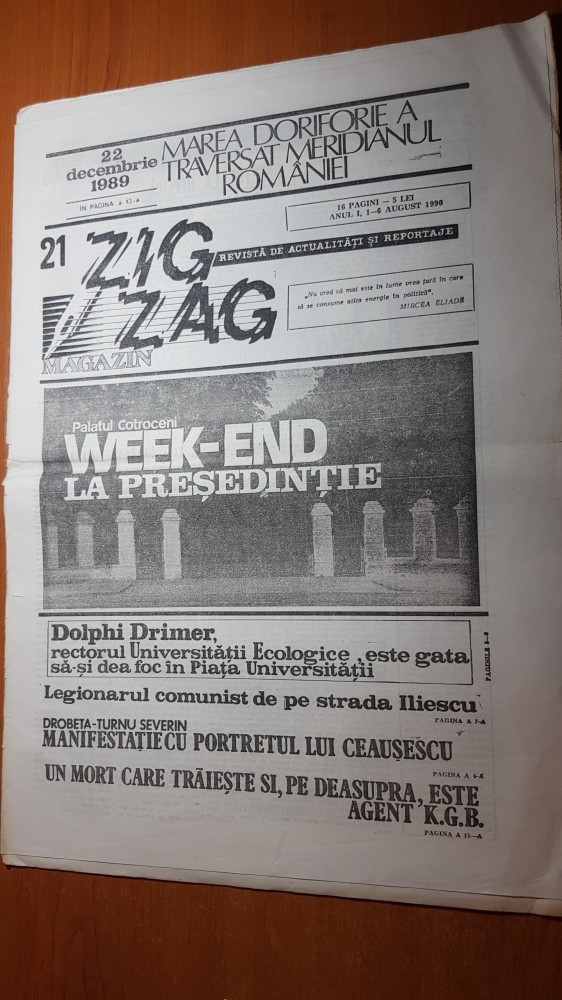 22
decembrie
1989
ÎN PAGINA a 13-a
MAREA DORIFORIE A
TRAVERSAT MERIDIANUL
ROMÂNIEI
16 PAGINI — 5 LEI
ANUL I, 1—6 AUGUST 1990
21
ZIG
ZAG
MAGAZIN
REVISTĂ DE ACTUALITĂȚI ȘI REPORTAJE
„Nu cred că mai este în lume vreo țară în care
să se consume atîta energie în politică".
MIRCEA ELIADE
Palatul Cotroceni
WEEK-END
LA PREȘEDINȚIE
Dolphi Drimer,
rectorul Universității Ecologice, este gata
să-și dea foc în Piața Universității
Legionarul comunist de pe strada Iliescu
PAGINA A 7-A
DROBETA-TURNU SEVERIN
MANIFESTAȚIE CU PORTRETUL LUI CEAUȘESCU
PAGINA A 4-A
UN MORT CARE TRĂIEȘTE SI, PE DEASUPRA, ESTE
AGENT K.G.B.
PAGINA A 11-A